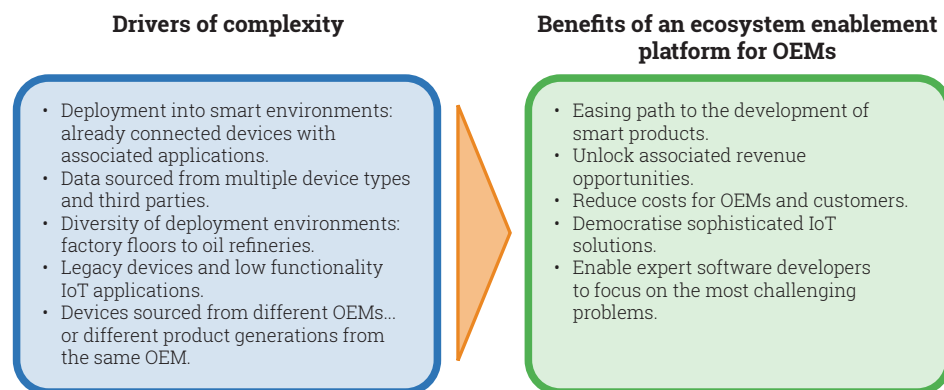 Drivers of complexity
• Deployment into smart environments:
already connected devices with
associated applications.
• Data sourced from multiple device types
and third parties.
• Diversity of deployment environments:
factory floors to oil refineries.
• Legacy devices and low functionality
IoT applications.
• Devices sourced from different OEMs...
or different product generations from
the same OEM.
Benefits of an ecosystem enablement
platform for OEMs
• Easing path to the development of
smart products.
• Unlock associated revenue
opportunities.
• Reduce costs for OEMs and customers.
• Democratise sophisticated IoT
solutions.
• Enable expert software developers
to focus on the most challenging
problems.